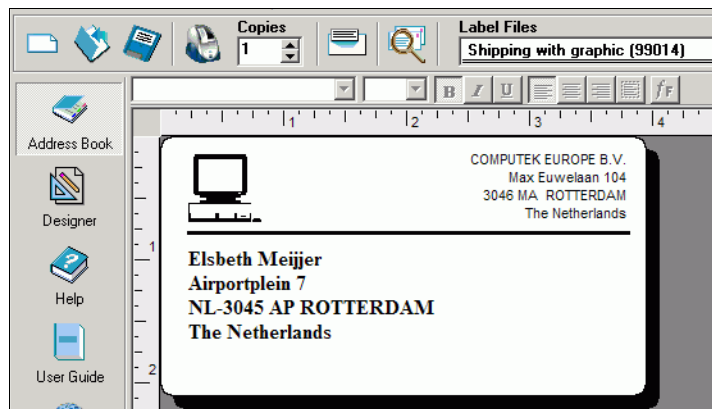 Copies
1
Label Files
Shipping with graphic (99014)
B I U
fF
1 2 3 4
Address Book
Designer
Help
User Guide
1
2
COMPUTEK EUROPE B.V.
Max Euwelaan 104
3046 MA ROTTERDAM
The Netherlands
Elsbeth Meijjer
Airportplein 7
NL-3045 AP ROTTERDAM
The Netherlands